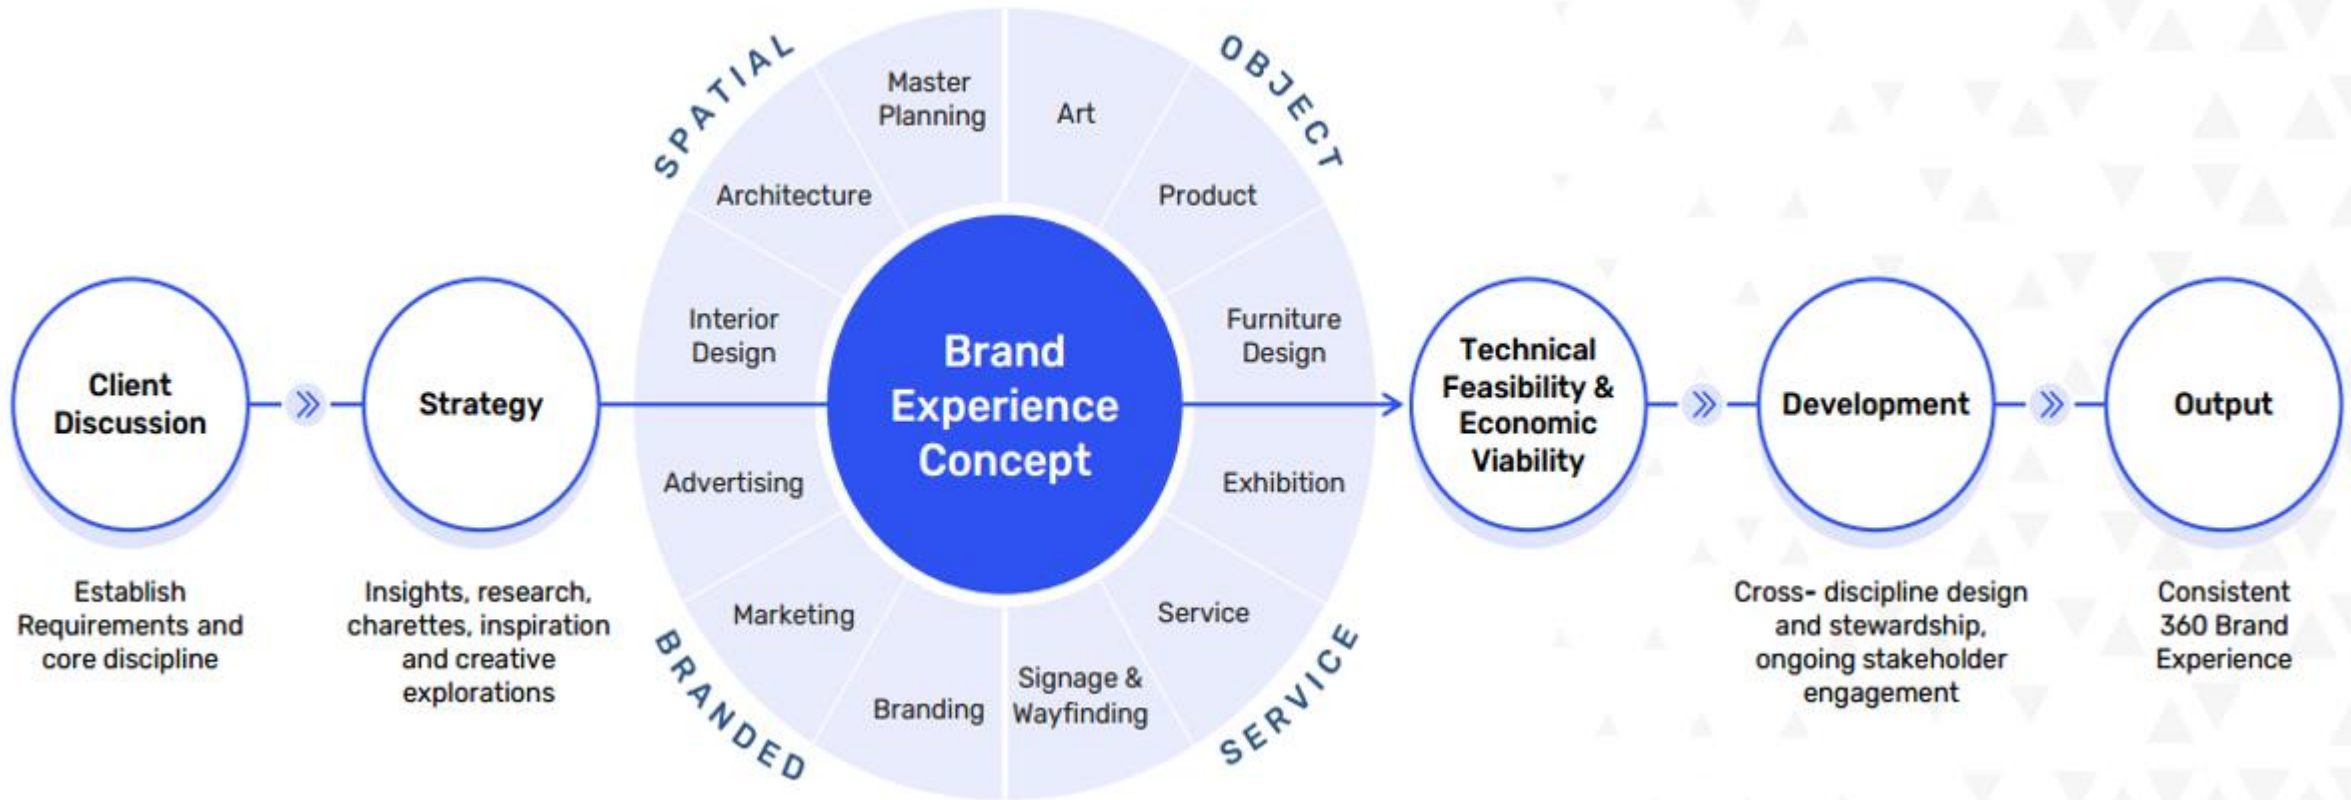 SPATIAL
OBJECT
Master
Planning
Art
Architecture
Product
Interior
Design
Furniture
Design
Client
Discussion
Strategy
Brand
Experience
Concept
Technical
Feasibility &
Economic
Viability
Development
Output
Advertising
Exhibition
Marketing
Service
Branding
Signage &
Wayfinding
BRANDED
SERVICE
Establish
Requirements and
core discipline
Insights, research,
charettes, inspiration
and creative
explorations
Cross- discipline design
and stewardship,
ongoing stakeholder
engagement
Consistent
360 Brand
Experience